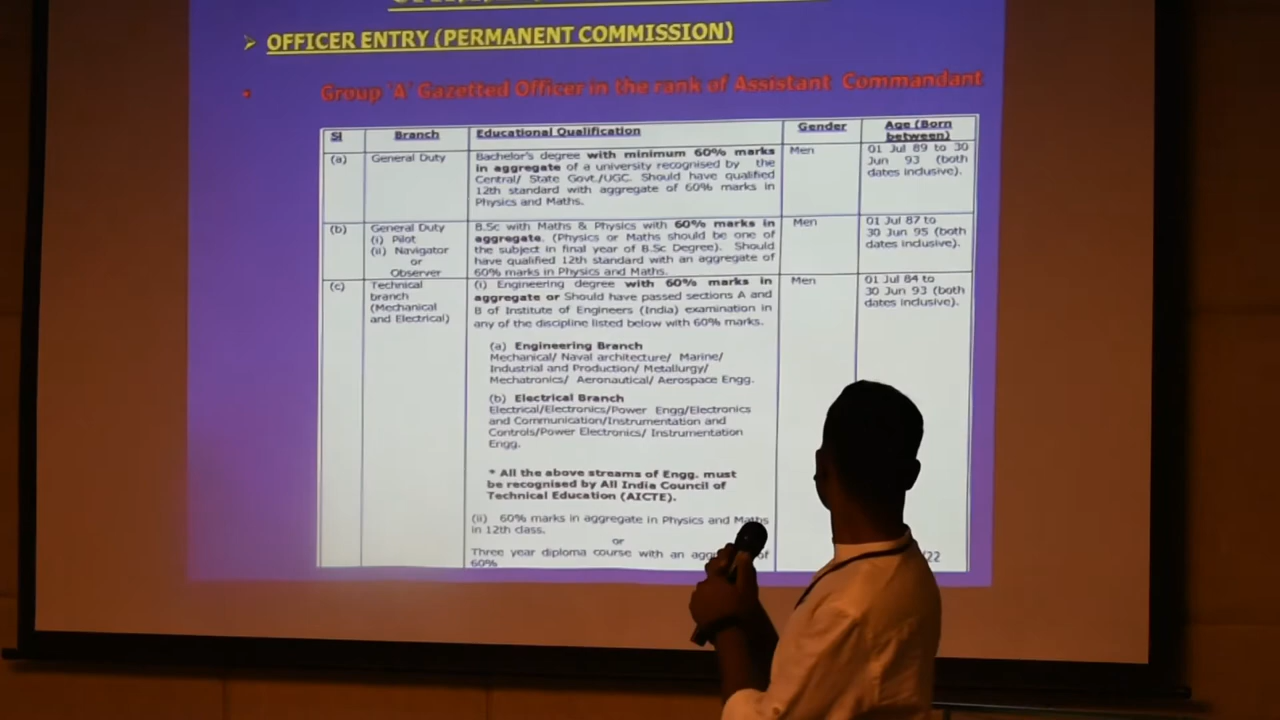 ➢ OFFICER ENTRY (PERMANENT COMMISSION)
• Group 'A' Gazetted Officer in the rank of Assistant Commandant
Sl
Branch
Educational Qualification
Gender
Age (Born
between)
(a)
General Duty
Bachelor's degree with minimum 60% marks
in aggregate of a university recognised by the
Central/ State Govt./UGC. Should have qualified
12th standard with aggregate of 60% marks in
Physics and Maths.
Men
01 Jul 89 to 30
Jun 93 (both
dates inclusive).
(b)
General Duty
(i) Pilot
(ii) Navigator
or
Observer
B.Sc with Maths & Physics with 60% marks in
aggregate. (Physics or Maths should be one of
the subject in final year of B.Sc Degree). Should
have qualified 12th standard with an aggregate of
60% marks in Physics and Maths.
Men
01 Jul 87 to
30 Jun 95 (both
dates inclusive).
(c)
Technical
branch
(Mechanical
and Electrical)
(i) Engineering degree with 60% marks in
aggregate or Should have passed sections A and
B of Institute of Engineers (India) examination in
any of the discipline listed below with 60% marks.
(a) Engineering Branch
Mechanical/ Naval architecture/ Marine/
Industrial and Production/ Metallurgy/
Mechatronics/ Aeronautical/ Aerospace Engg.
(b) Electrical Branch
Electrical/Electronics/Power Engg/Electronics
and Communication/Instrumentation and
Controls/Power Electronics/ Instrumentation
Engg.
* All the above streams of Engg. must
be recognised by All India Council of
Technical Education (AICTE).
(ii) 60% marks in aggregate in Physics and Maths
in 12th class.
or
Three year diploma course with an of
60%
Men
01 Jul 84 to
30 Jun 93 (both
dates inclusive).
/22